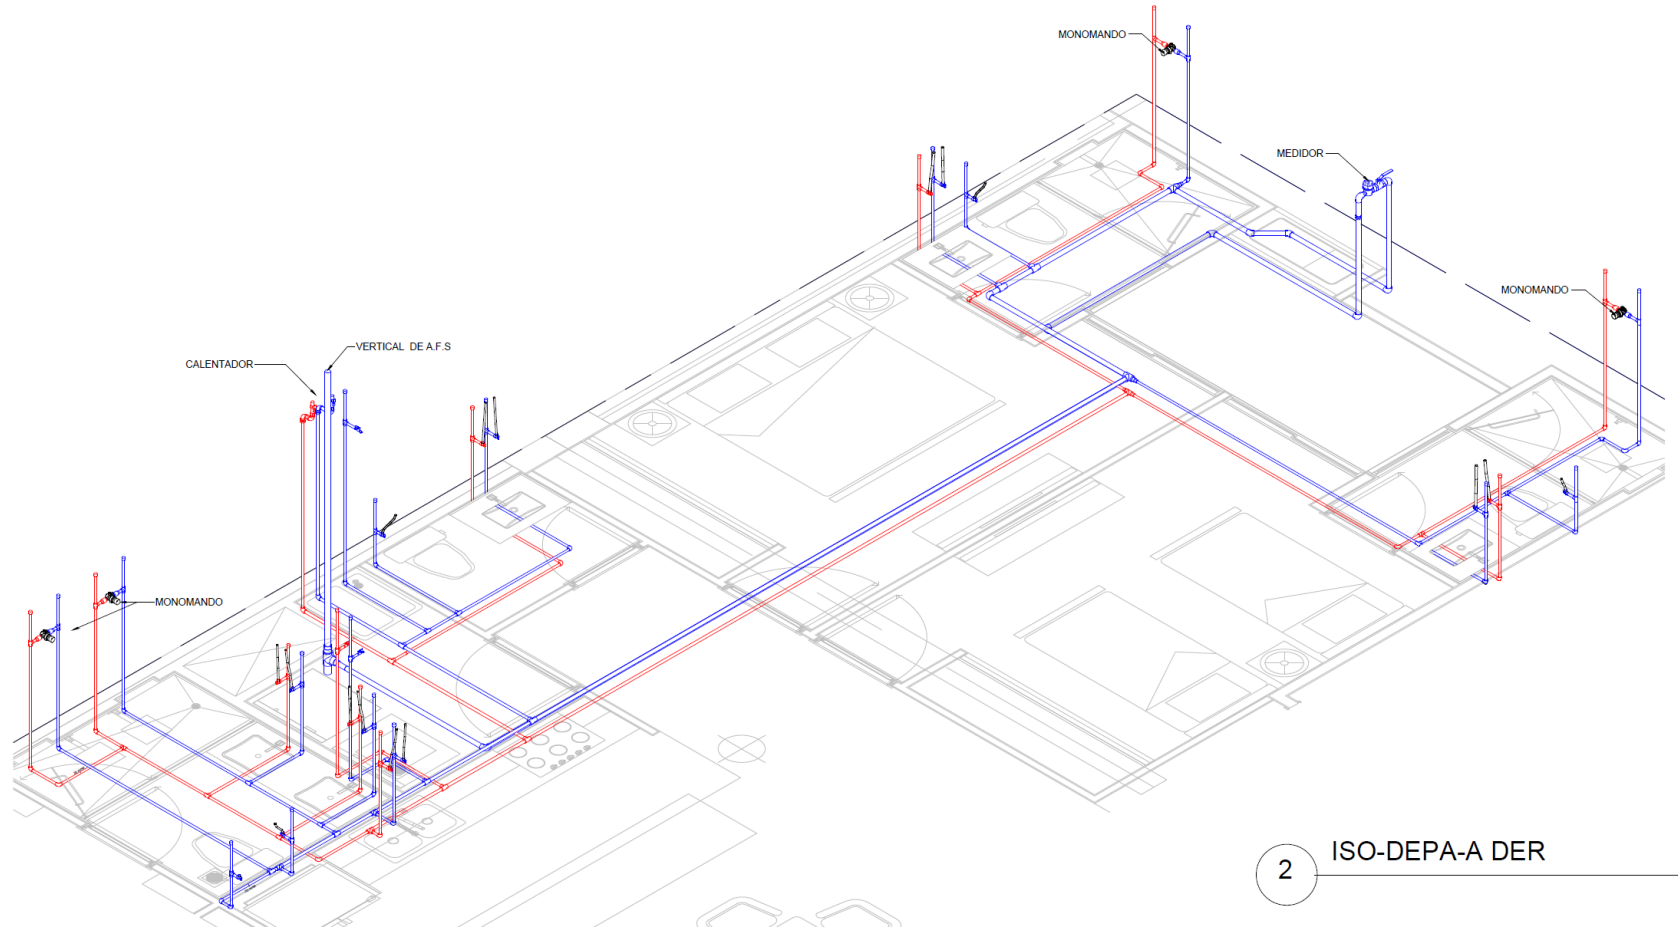 MONOMANDO
MEDIDOR
MONOMANDO
VERTICAL DE A.F.S
CALENTADOR
MONOMANDO
2
ISO-DEPA-A DER